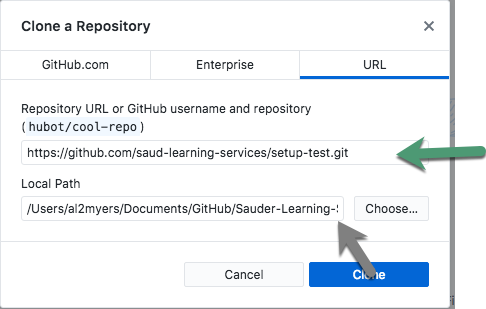 Clone a Repository
GitHub.com
Enterprise
URL
Repository URL or GitHub username and repository
(hubot/cool-repo)
https://github.com/saud-learning-services/setup-test.git
Local Path
/Users/al2myers/Documents/GitHub/Sauder-Learning-
Choose...
Cancel
Clone